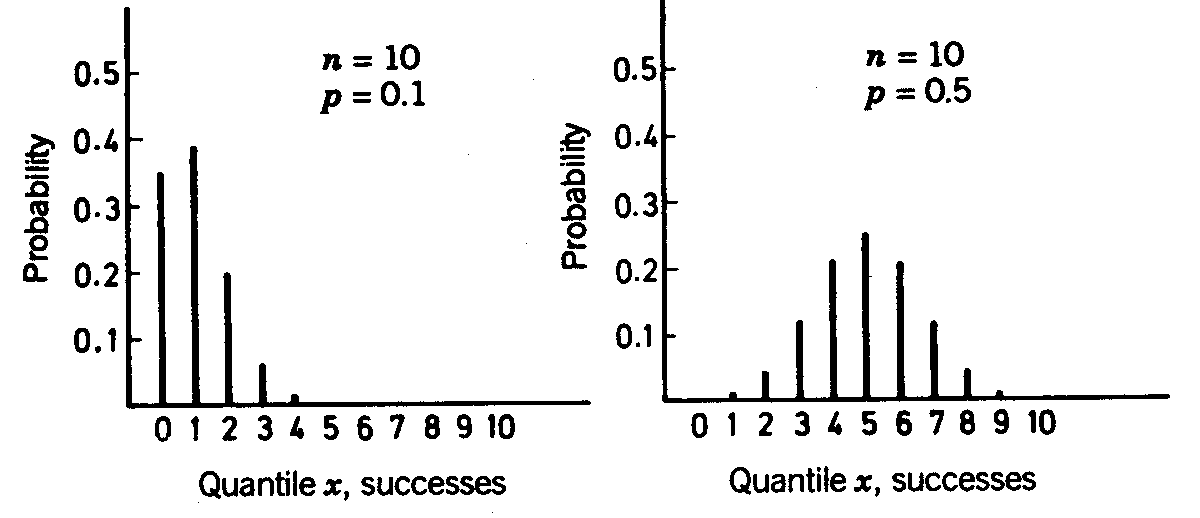 n = 10
p = 0.1
Probability
0.5
0.4
0.3
0.2
0.1
0 1 2 3 4 5 6 7 8 9 10
Quantile x, successes
n = 10
p = 0.5
Probability
0.5
0.4
0.3
0.2
0.1
0 1 2 3 4 5 6 7 8 9 10
Quantile x, successes